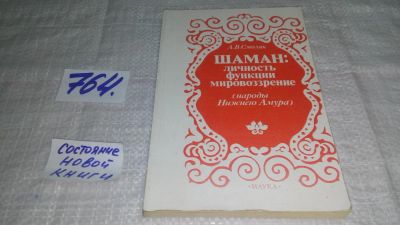 764.
состояние
новой
книги
А.В.Смоляк
ШАМАН:
личность
функции
мировоззрение
(народы
Нижнего Амура)
«НАУКА»